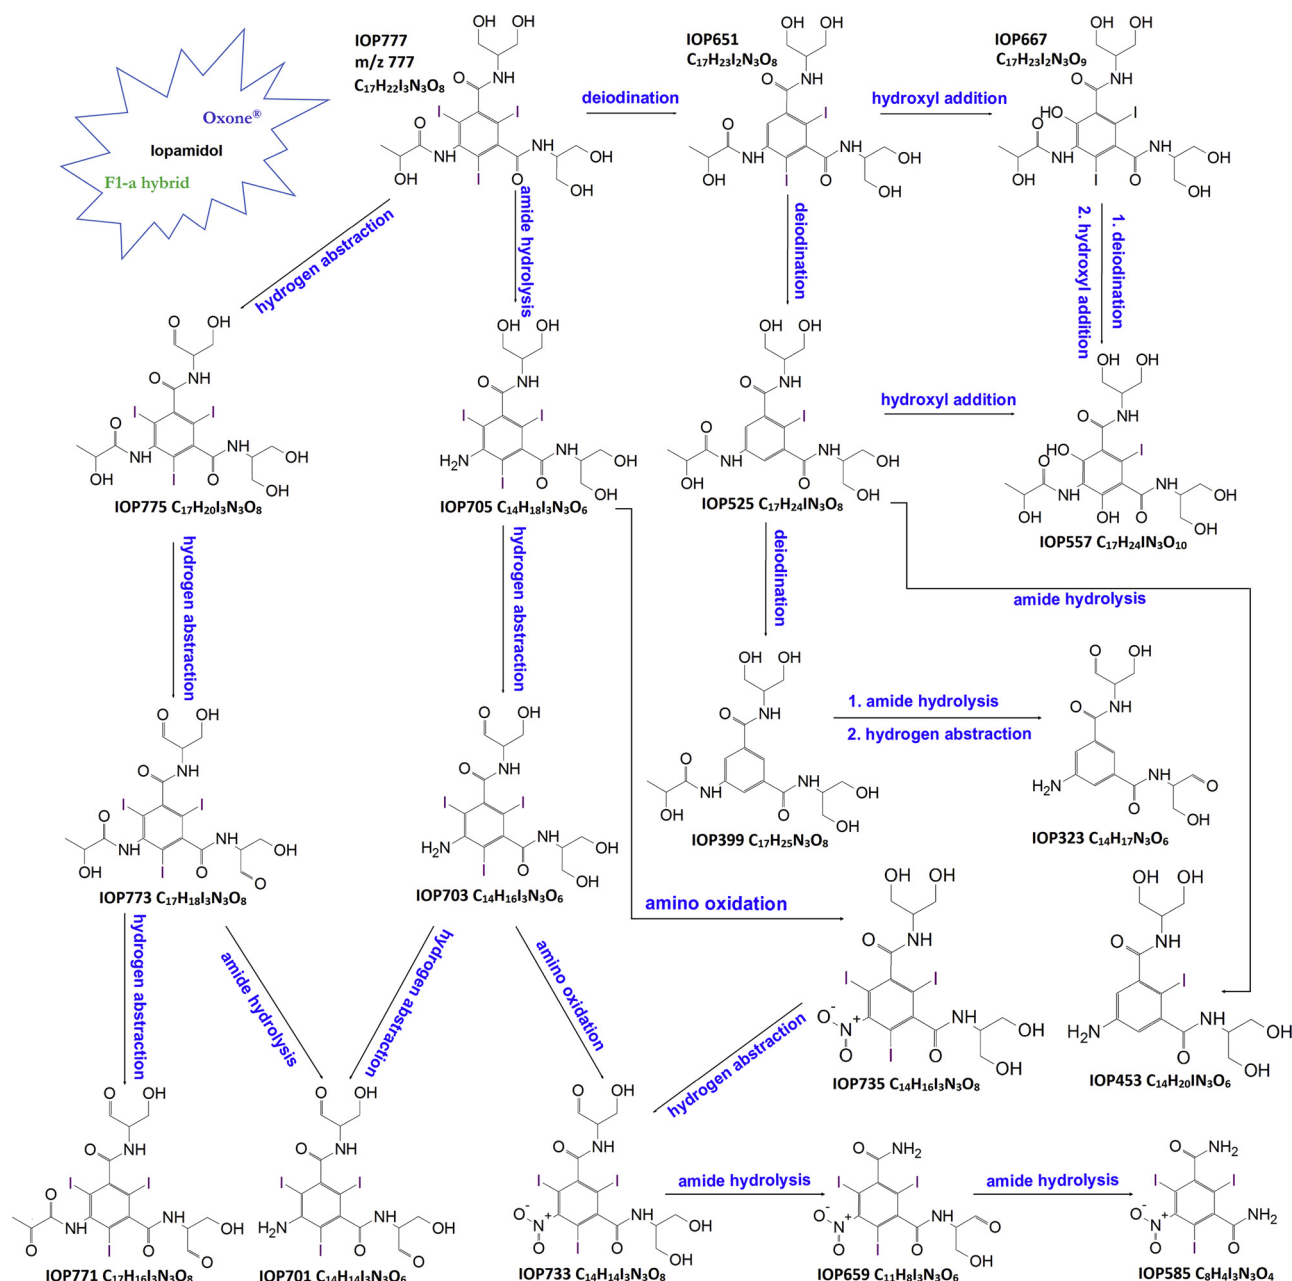 Oxone®
Iopamidol
F1-a hybrid
IOP777
m/z 777
C₁₇H₂₂I₃N₃O₈
deiodination
IOP651
C₁₇H₂₃I₂N₃O₈
hydroxyl addition
IOP667
C₁₇H₂₃I₂N₃O₉
hydrogen abstraction
amide hydrolysis
deiodination
1. deiodination
2. hydroxyl addition
IOP775 C₁₇H₂₀I₃N₃O₈
IOP705 C₁₄H₁₈I₃N₃O₆
IOP525 C₁₇H₂₄IN₃O₈
hydroxyl addition
IOP557 C₁₇H₂₄IN₃O₁₀
hydrogen abstraction
hydrogen abstraction
deiodination
amide hydrolysis
IOP773 C₁₇H₁₈I₃N₃O₈
IOP703 C₁₄H₁₆I₃N₃O₆
IOP399 C₁₇H₂₅N₃O₈
1. amide hydrolysis
2. hydrogen abstraction
IOP323 C₁₄H₁₇N₃O₆
hydrogen abstraction
amide hydrolysis
hydrogen abstraction
amino oxidation
amino oxidation
hydrogen abstraction
IOP735 C₁₄H₁₆I₃N₃O₈
IOP453 C₁₄H₂₀IN₃O₆
IOP771 C₁₇H₁₆I₃N₃O₈
IOP701 C₁₄H₁₄I₃N₃O₆
IOP733 C₁₄H₁₄I₃N₃O₈
amide hydrolysis
IOP659 C₁₁H₈I₃N₃O₆
amide hydrolysis
IOP585 C₈H₄I₃N₃O₄